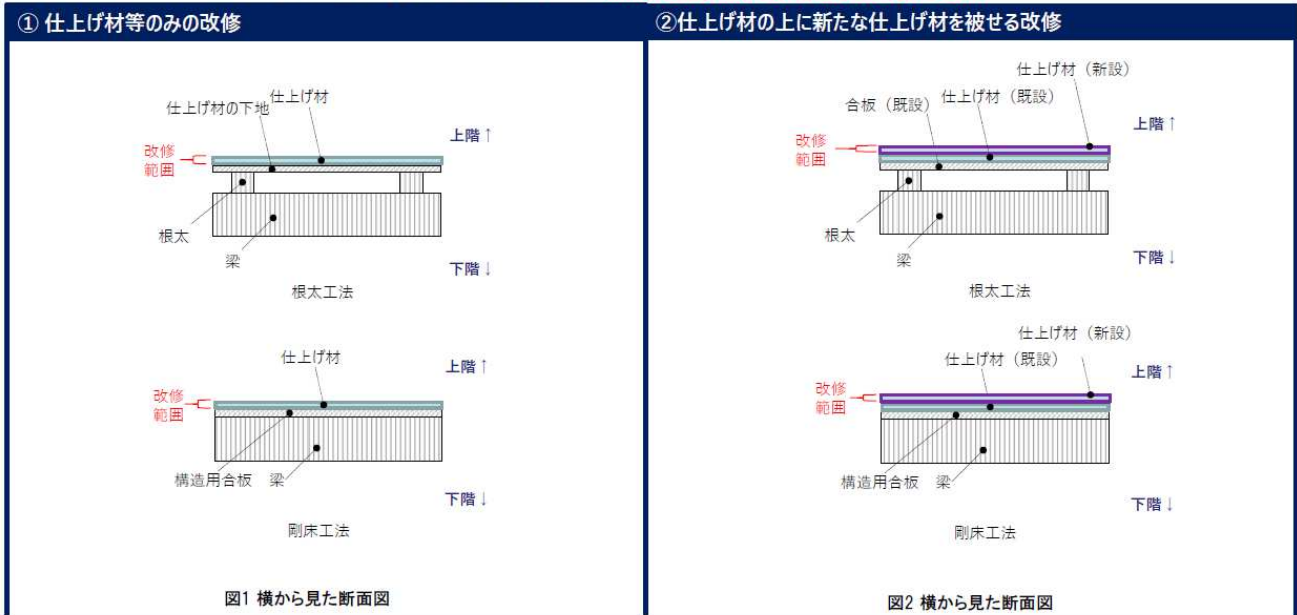 ① 仕上げ材等のみの改修
仕上げ材の下地
仕上げ材
上階↑
改修
範囲
根太
梁
下階↓
根太工法
仕上げ材
上階↑
改修
範囲
構造用合板
梁
下階↓
剛床工法
図1 横から見た断面図
②仕上げ材の上に新たな仕上げ材を被せる改修
仕上げ材（新設）
合板（既設）
仕上げ材（既設）
上階↑
改修
範囲
根太
梁
下階↓
根太工法
仕上げ材（新設）
仕上げ材（既設）
上階↑
改修
範囲
構造用合板
梁
下階↓
剛床工法
図2 横から見た断面図